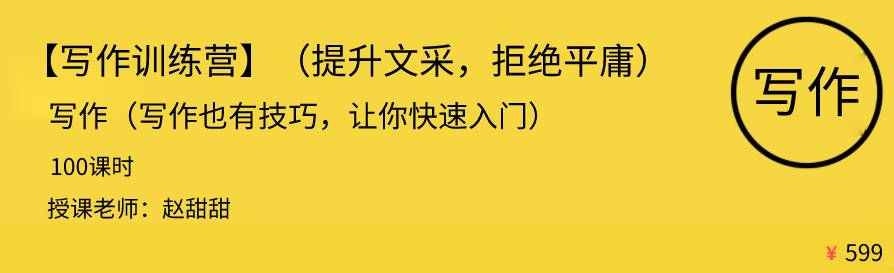 【写作训练营】（提升文采，拒绝平庸）
写作（写作也有技巧，让你快速入门）
100课时
授课老师：赵甜甜
写作
¥ 599